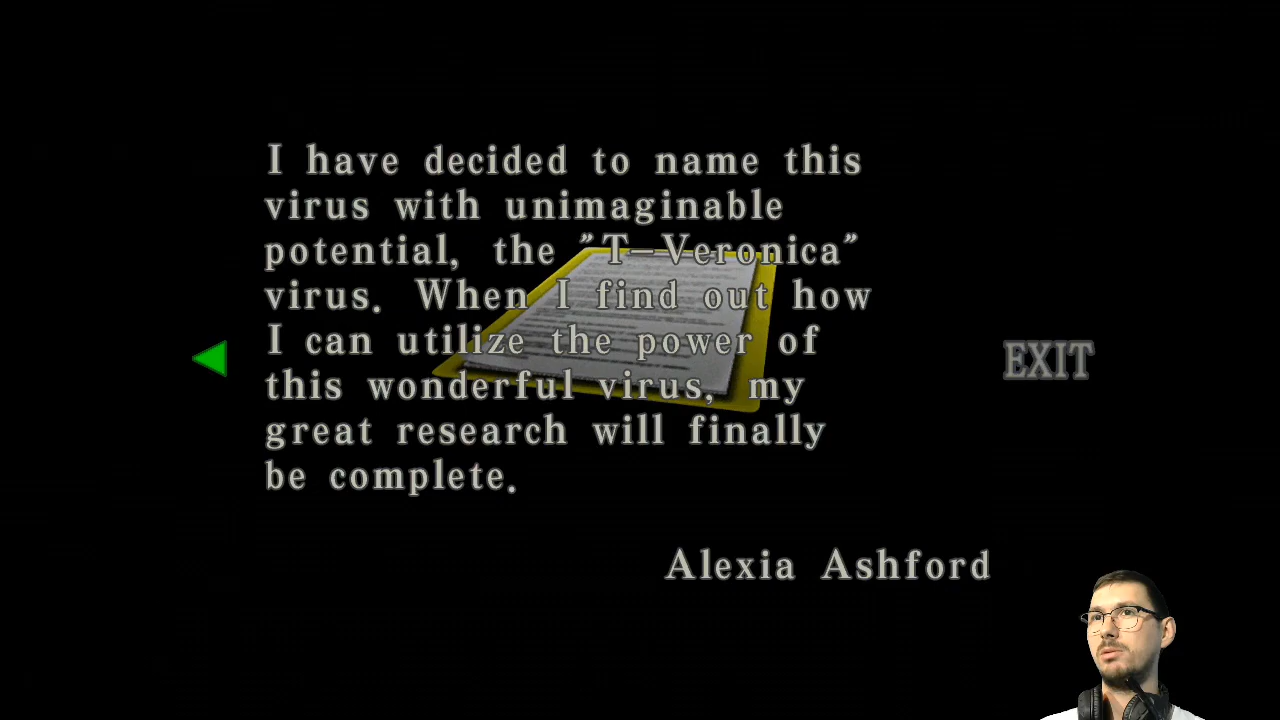 I have decided to name this
virus with unimaginable
potential, the "T-Veronica"
virus. When I find out how
I can utilize the power of
this wonderful virus, my
great research will finally
be complete.
EXIT
Alexia Ashford